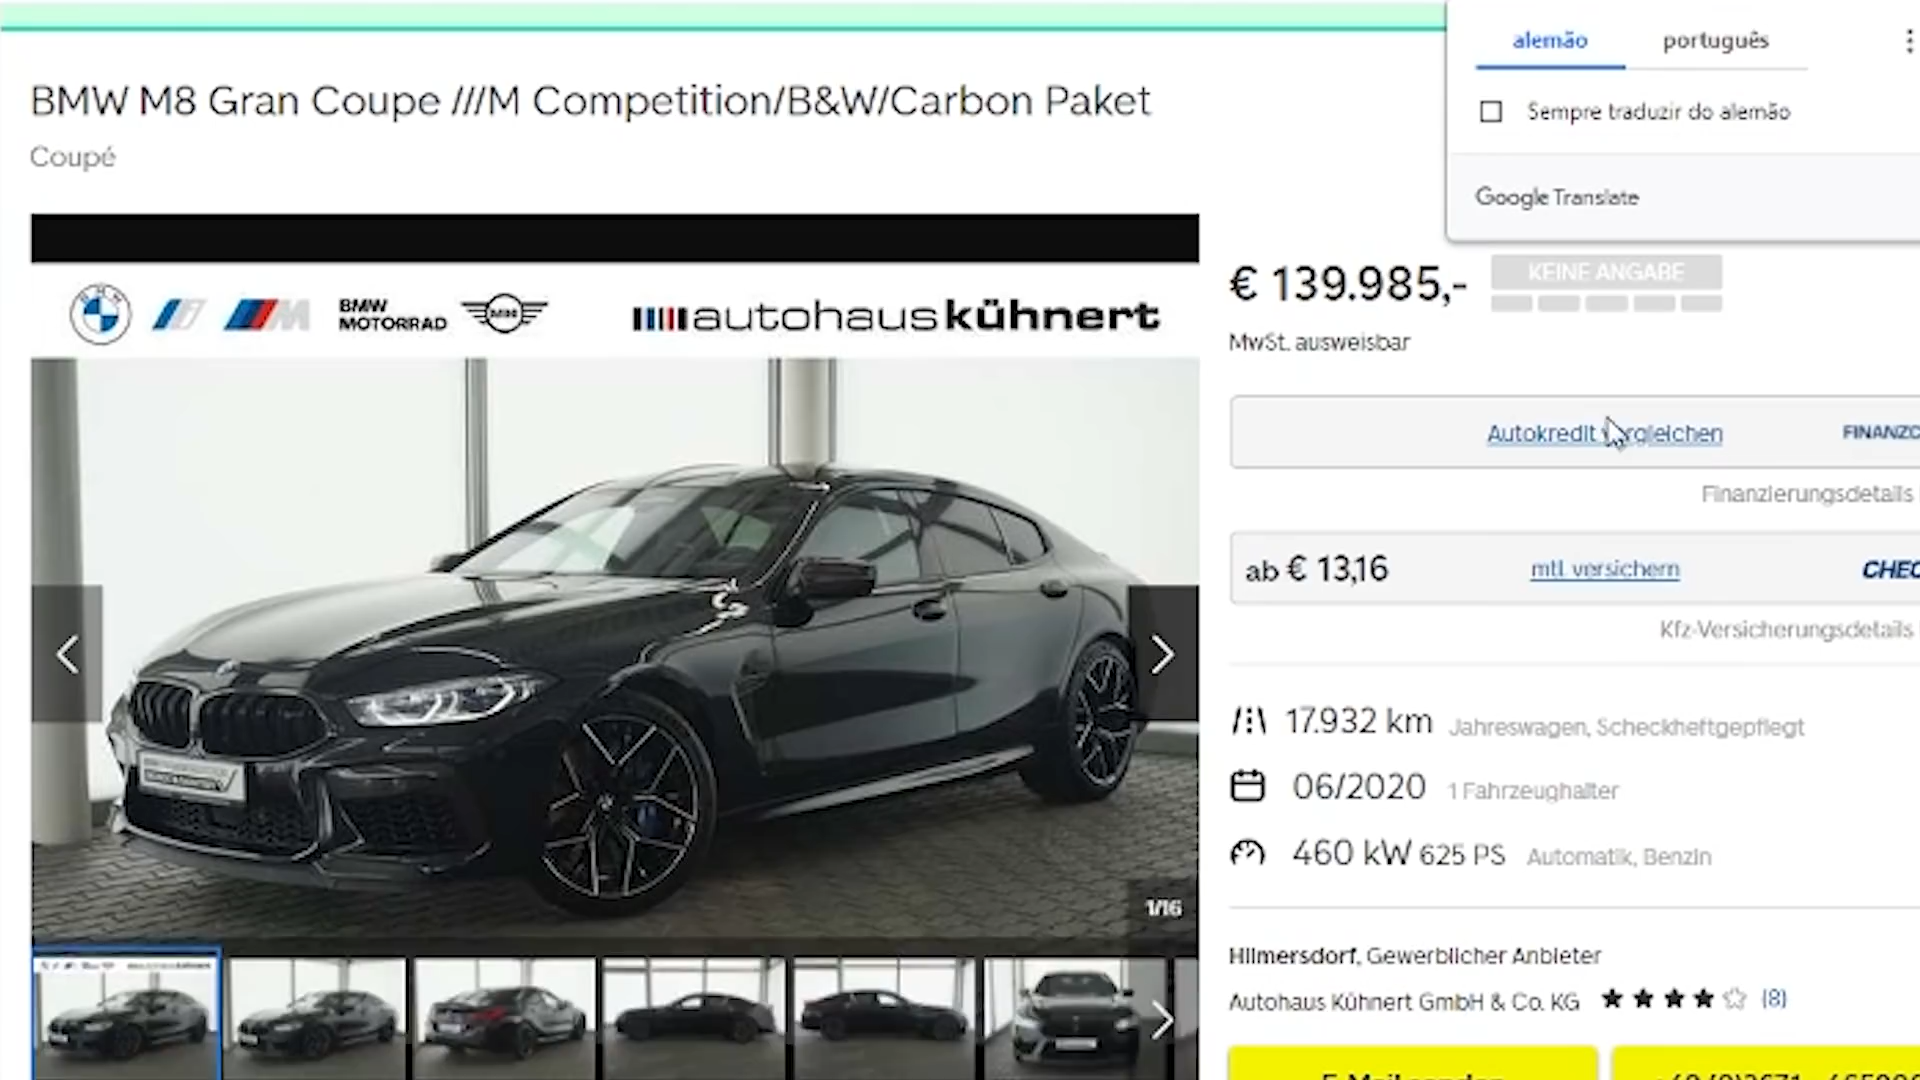 alemão português
Sempre traduzir do alemão
Google Translate
BMW M8 Gran Coupe ///M Competition/B&W/Carbon Paket
Coupé
BMW
MOTORRAD
MINI
autohaus kühnert
€ 139.985,- KEINE ANGABE
MwSt. ausweisbar
Autokredit vergleichen
Finanzierungsdetails
ab € 13,16 mtl. versichern
Kfz-Versicherungsdetails
17.932 km Jahreswagen, Scheckheftgepflegt
06/2020 1 Fahrzeughalter
460 kW 625 PS Automatik, Benzin
1/16
Hilmersdorf, Gewerblicher Anbieter
Autohaus Kühnert GmbH & Co. KG (8)